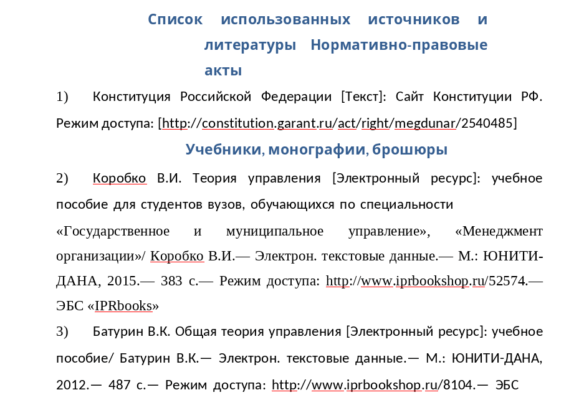 Список использованных источников и
литературы Нормативно-правовые
акты
1) Конституция Российской Федерации [Текст]: Сайт Конституции РФ.
Режим доступа: [http://constitution.garant.ru/act/right/megdunar/2540485]
Учебники, монографии, брошюры
2) Коробко В.И. Теория управления [Электронный ресурс]: учебное
пособие для студентов вузов, обучающихся по специальности
«Государственное и муниципальное управление», «Менеджмент
организации»/ Коробко В.И.— Электрон. текстовые данные.— М.: ЮНИТИ-
ДАНА, 2015.— 383 с.— Режим доступа: http://www.iprbookshop.ru/52574.—
ЭБС «IPRbooks»
3) Батурин В.К. Общая теория управления [Электронный ресурс]: учебное
пособие/ Батурин В.К.— Электрон. текстовые данные.— М.: ЮНИТИ-ДАНА,
2012.— 487 с.— Режим доступа: http://www.iprbookshop.ru/8104.— ЭБС